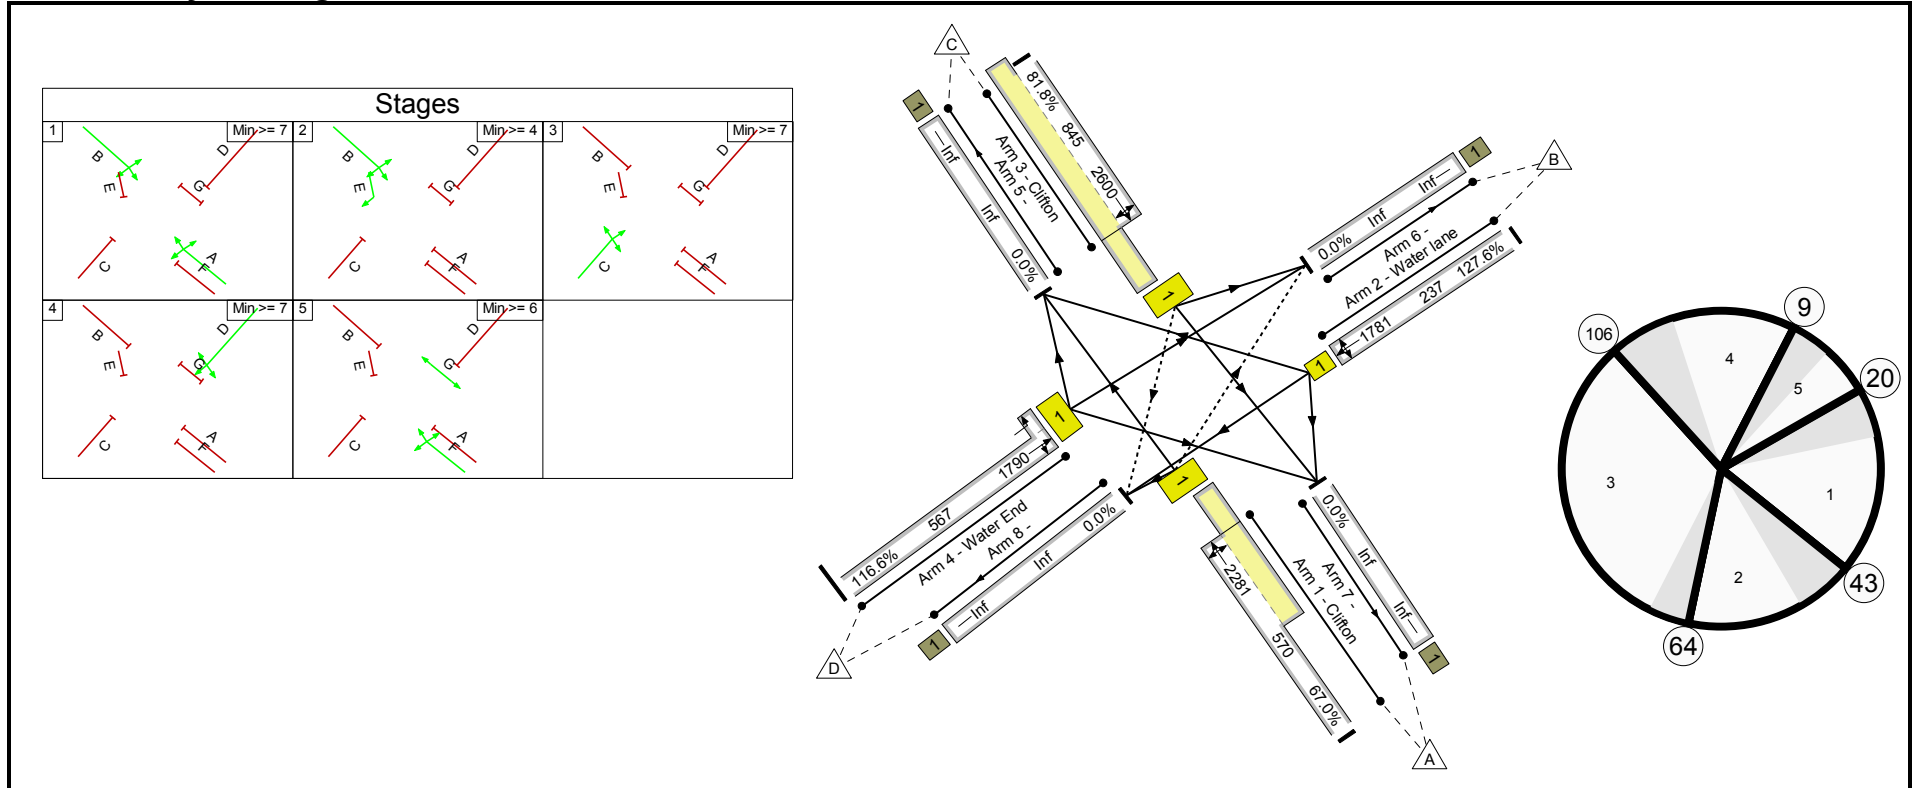 Stages
1
Min >= 7
B
E
D
G
C
A
F
2
Min >= 4
B
E
D
G
C
A
F
3
Min >= 7
B
E
D
G
C
A
F
4
Min >= 7
B
E
D
G
C
A
F
5
Min >= 6
B
E
D
G
C
A
F
C
1
81.8% 845 2600
Arm 3 - Clifton
Arm 5 -
Inf Inf 0.0%
1
B
1
0.0% Inf Inf
Arm 6 -
Arm 2 - Water lane
1781 237 127.6%
1
1
1790
567
116.6%
Arm 4 - Water End
Arm 8 -
Inf Inf 0.0%
1
D
1
2281 570 67.0%
Arm 1 - Clifton
Arm 7 -
0.0% Inf Inf
1
A
106
9
20
43
64
4
5
1
2
3